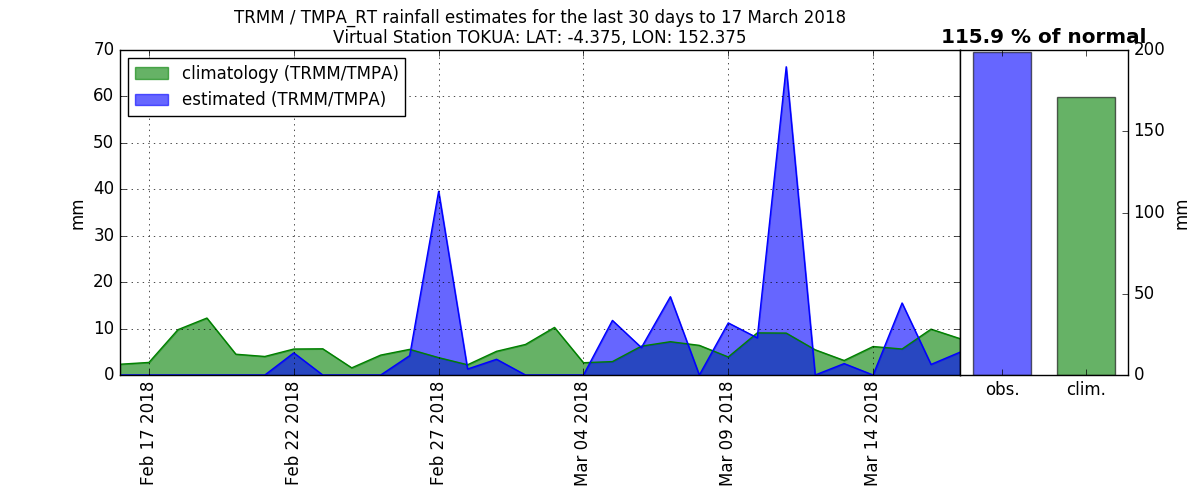 TRMM / TMPA_RT rainfall estimates for the last 30 days to 17 March 2018
Virtual Station TOKUA: LAT: -4.375, LON: 152.375
115.9 % of normal
climatology (TRMM/TMPA)
estimated (TRMM/TMPA)
70
60
50
40
30
20
10
0
mm
Feb 17 2018
Feb 22 2018
Feb 27 2018
Mar 04 2018
Mar 09 2018
Mar 14 2018
200
150
100
50
0
mm
obs.
clim.